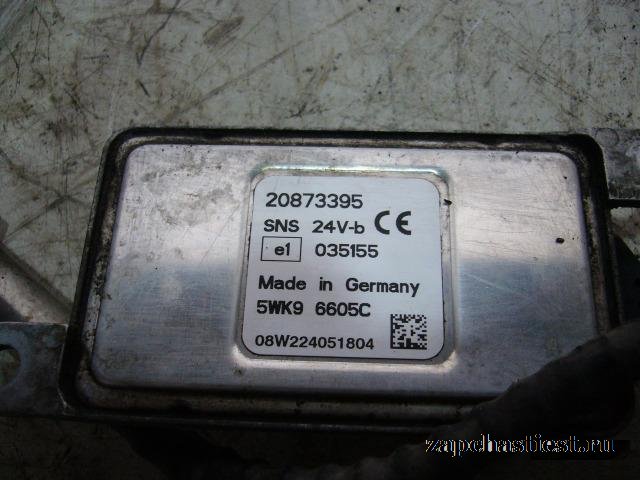 20873395
SNS 24V-b CE
e1 035155
Made in Germany
5WK9 6605C
08W224051804
zapchastiest.ru